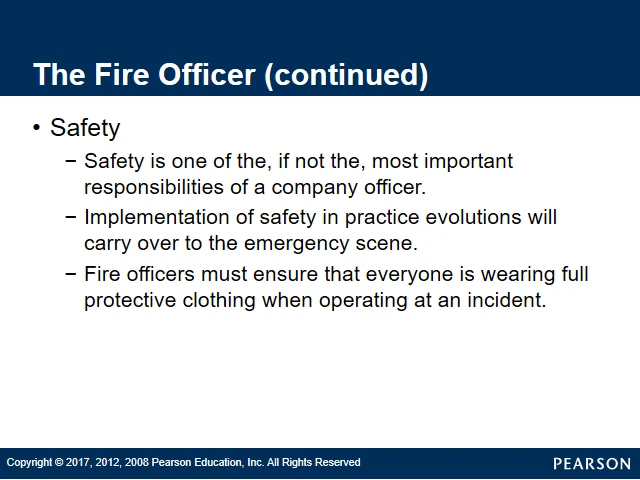 The Fire Officer (continued)
• Safety
− Safety is one of the, if not the, most important
responsibilities of a company officer.
− Implementation of safety in practice evolutions will
carry over to the emergency scene.
− Fire officers must ensure that everyone is wearing full
protective clothing when operating at an incident.
Copyright © 2017, 2012, 2008 Pearson Education, Inc. All Rights Reserved
PEARSON